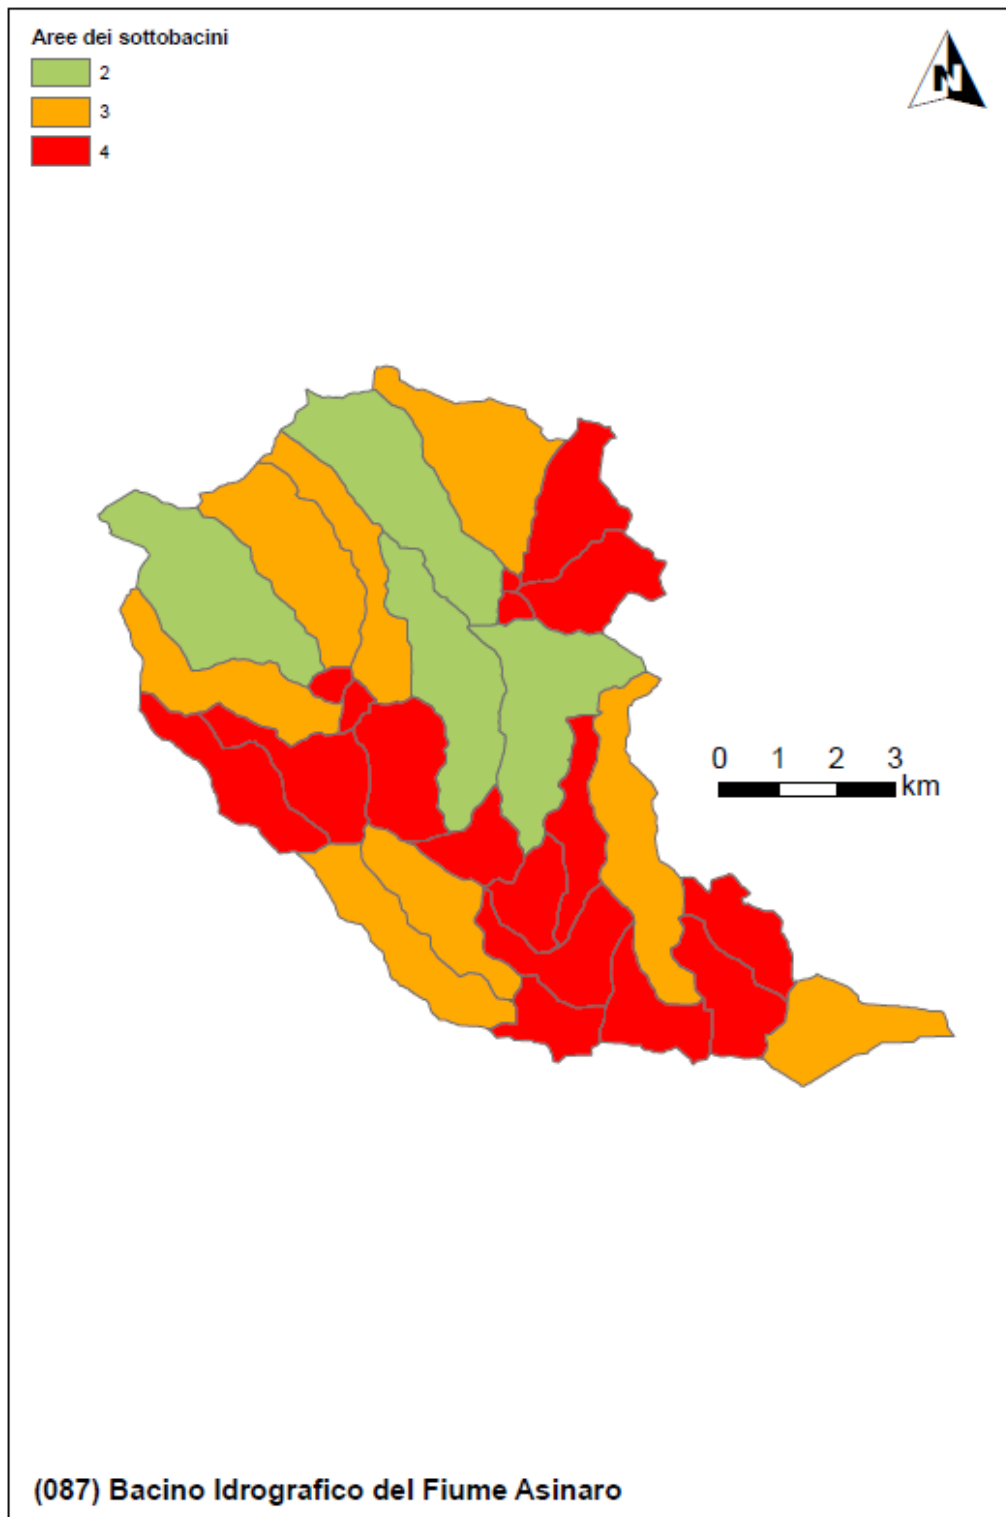 Aree dei sottobacini
2
3
4
N
0 1 2 3
km
(087) Bacino Idrografico del Fiume Asinaro